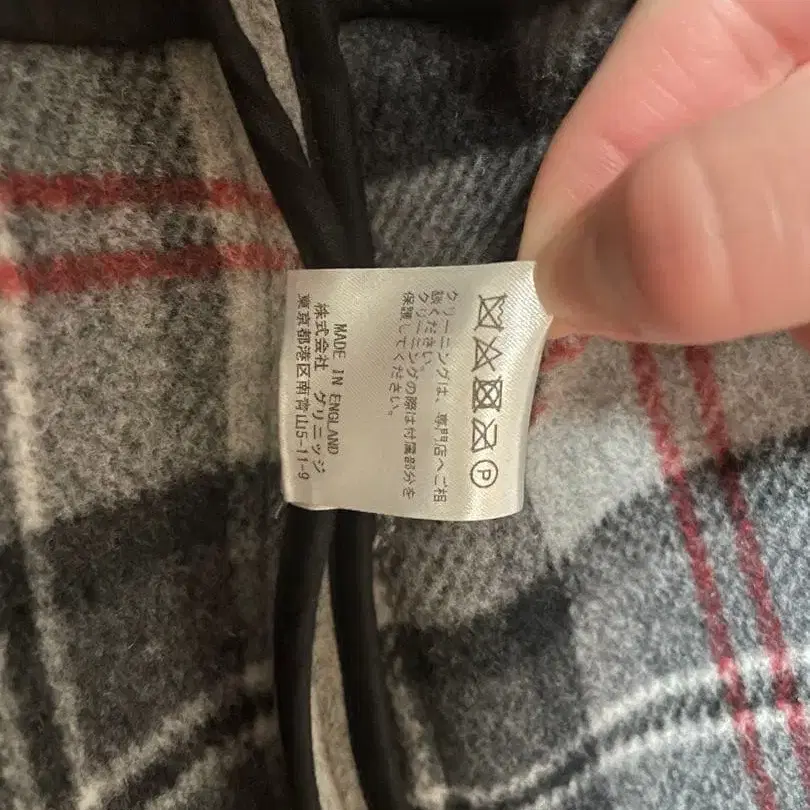 P
クリーニングは、専門店へご相
談ください。
クリーニングの際は付属部分を
保護してください。
MADE IN ENGLAND
株式会社 グリニッジ
東京都港区南青山5-11-9